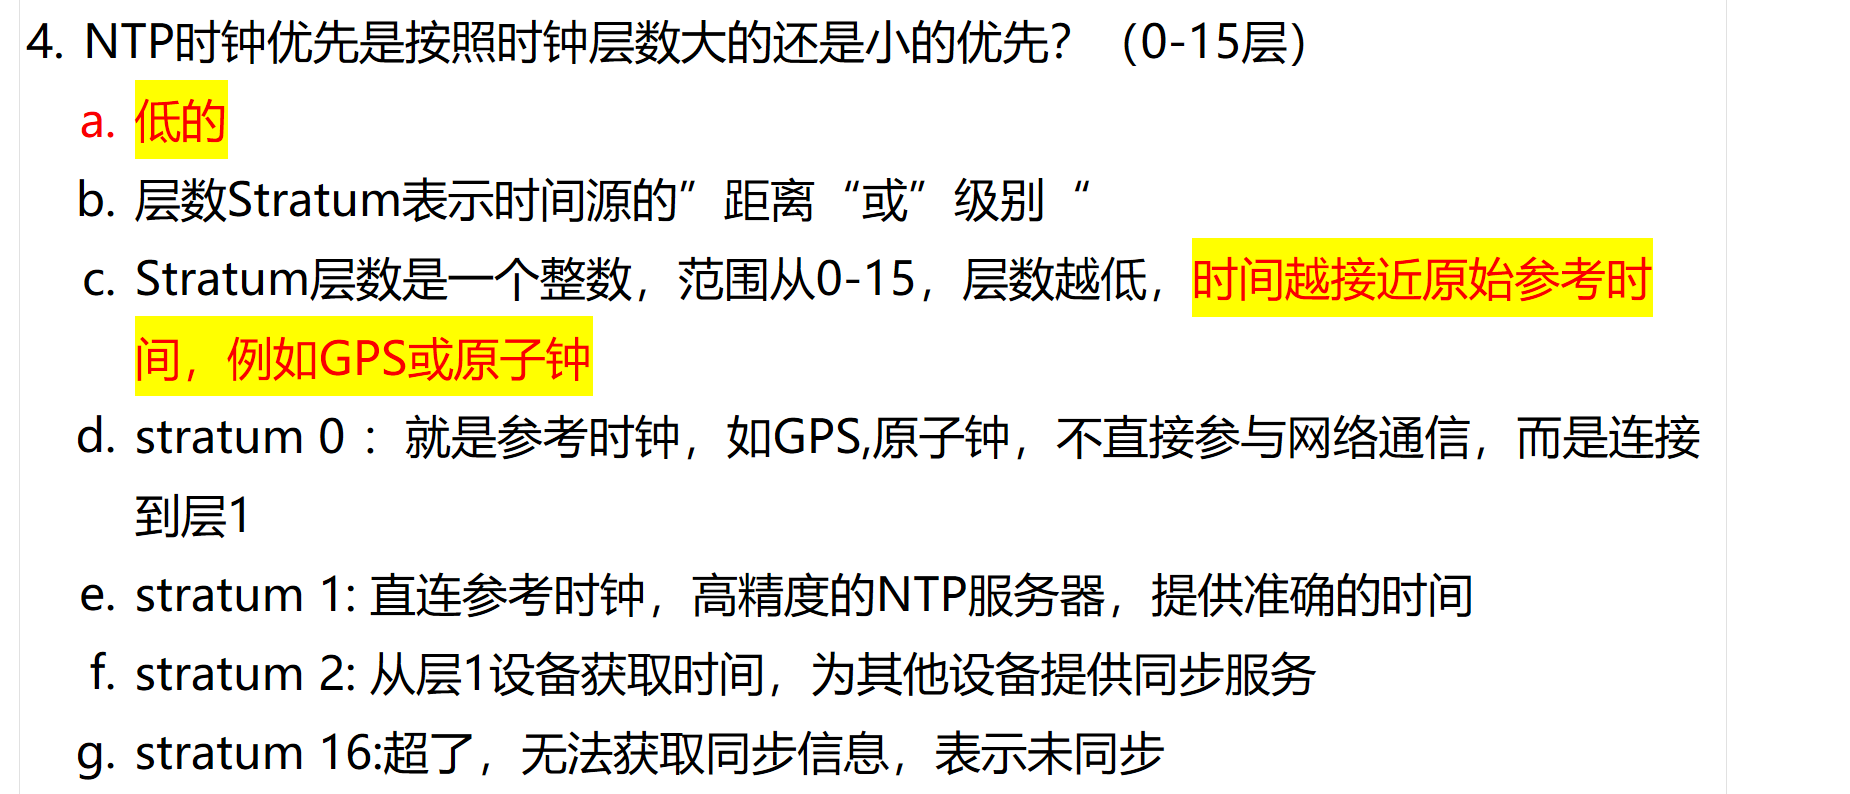 4. NTP时钟优先是按照时钟层数大的还是小的优先？（0-15层）
a. 低的
b. 层数Stratum表示时间源的”距离“或”级别“
c. Stratum层数是一个整数，范围从0-15，层数越低，时间越接近原始参考时
间，例如GPS或原子钟
d. stratum 0 ：就是参考时钟，如GPS,原子钟，不直接参与网络通信，而是连接
到层1
e. stratum 1: 直连参考时钟，高精度的NTP服务器，提供准确的时间
f. stratum 2: 从层1设备获取时间，为其他设备提供同步服务
g. stratum 16:超了，无法获取同步信息，表示未同步